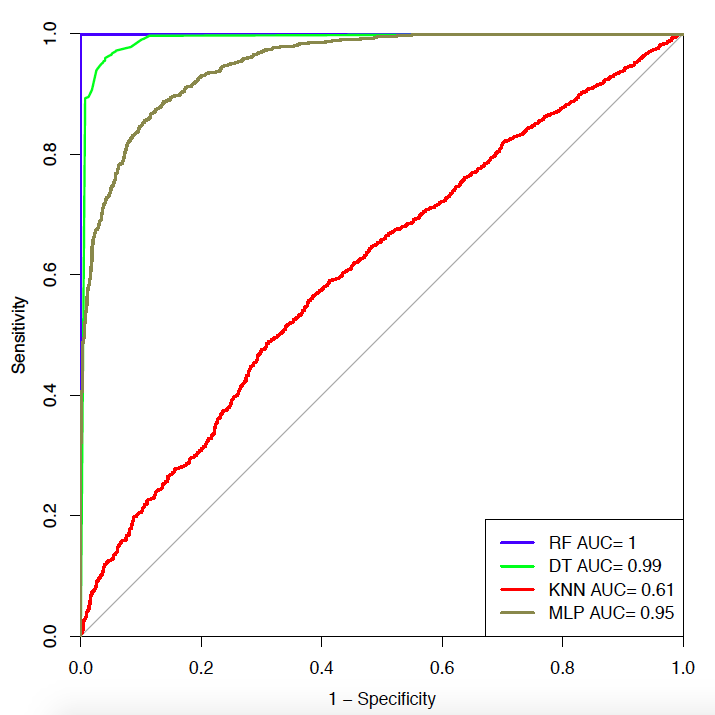 1.0
0.8
0.6
0.4
0.2
0.0
Sensitivity
RF AUC= 1
DT AUC= 0.99
KNN AUC= 0.61
MLP AUC= 0.95
0.0 0.2 0.4 0.6 0.8 1.0
1 − Specificity